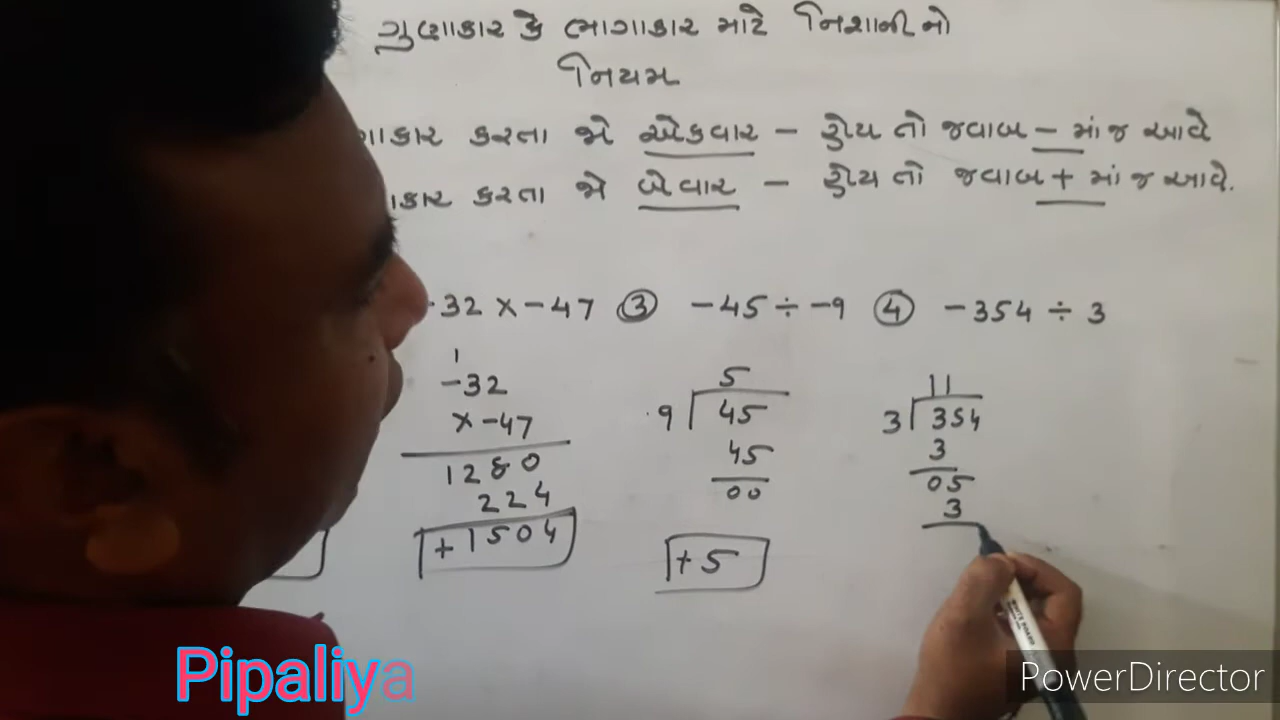 ગુણાકાર કે ભાગાકાર માટે નિશાનીનો
નિયમ
ગાકાર કરતા જો એકવાર - હોય તો જવાબ - માં જ આવે
કાર કરતા જો બેવાર - હોય તો જવાબ + માં જ આવે.
-32 x -47 ③ -45 ÷ -9 ④ -354 ÷ 3
1
-32
x -47
1280
224
+1504
5
9 45
45
00
+5
11
3 354
3
05
3
Pipaliya
PowerDirector